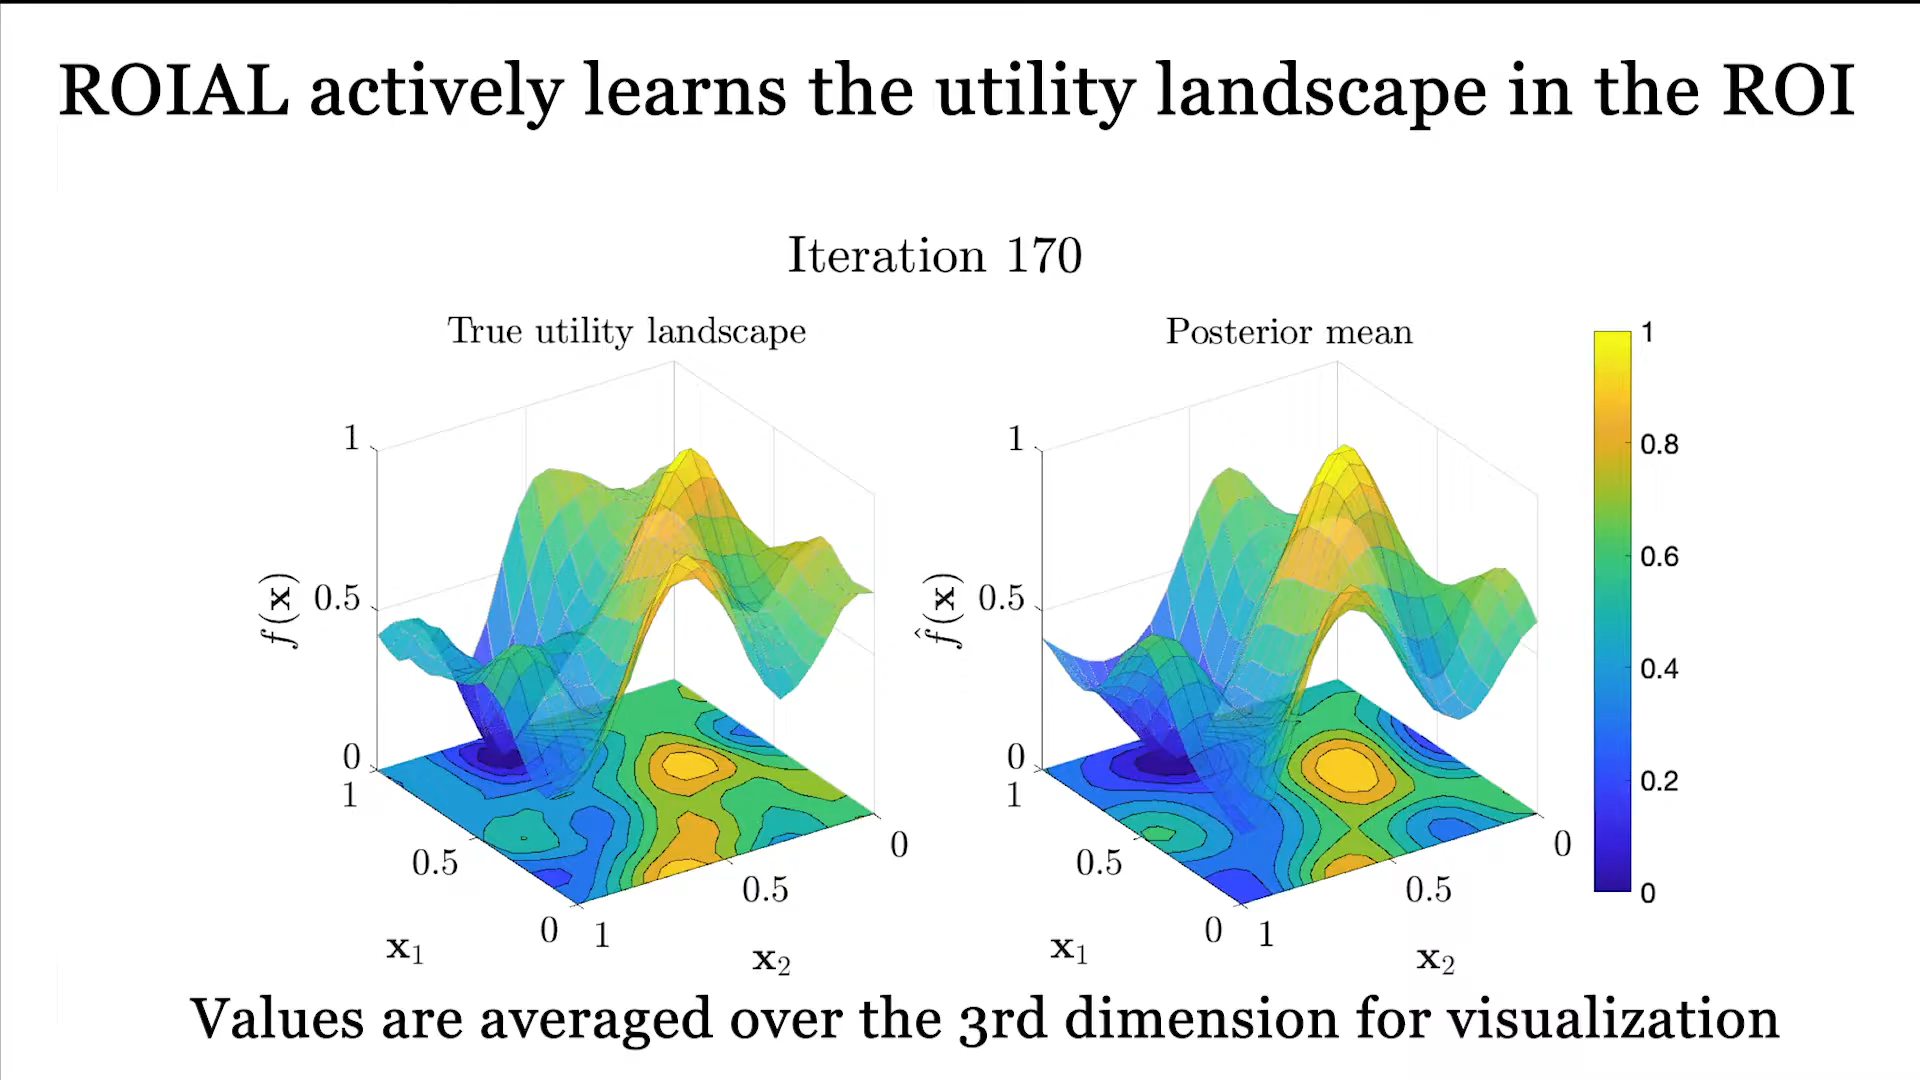 ROIAL actively learns the utility landscape in the ROI
Iteration 170
True utility landscape
Posterior mean
1
0.5
0
f(x)
1
0.5
0
x₁
1
0.5
0
x₂
1
0.5
0
f̂(x)
1
0.5
0
x₁
1
0.5
0
x₂
1
0.8
0.6
0.4
0.2
0
Values are averaged over the 3rd dimension for visualization